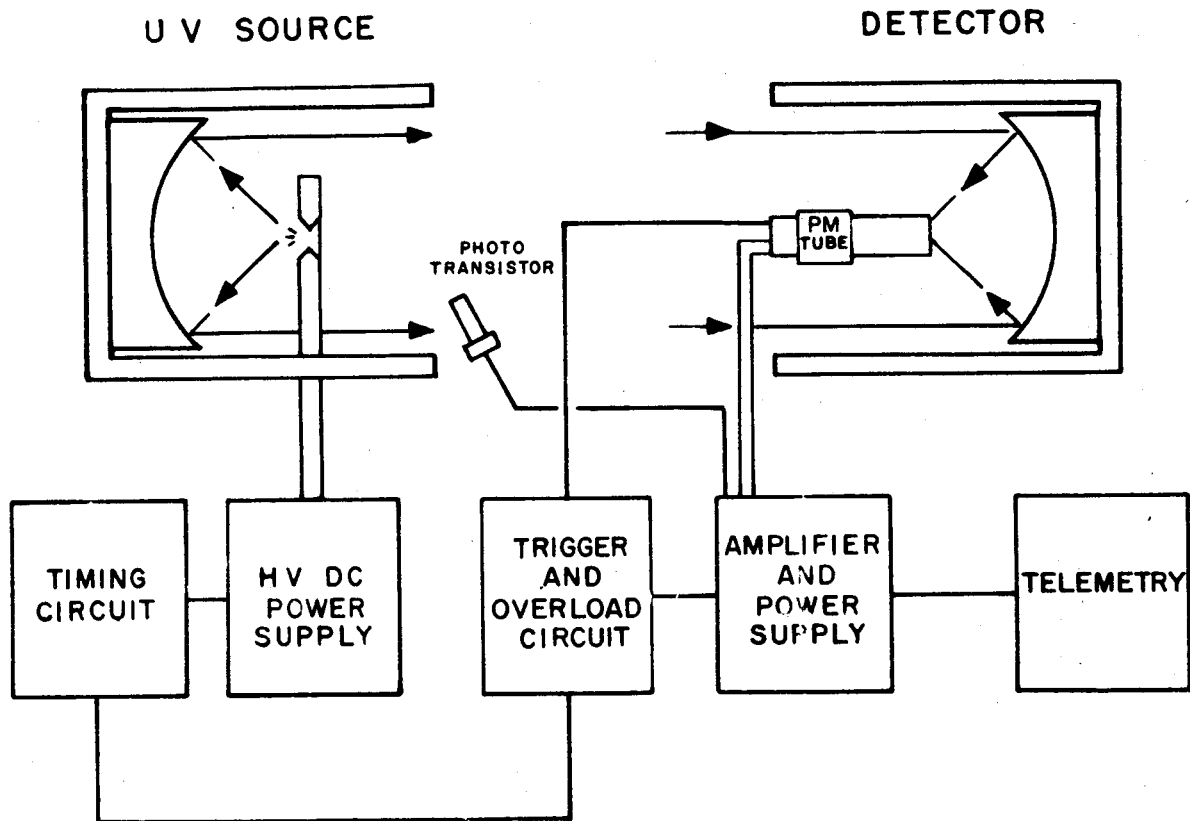 U V SOURCE
DETECTOR
PM
TUBE
PHOTO
TRANSISTOR
TIMING
CIRCUIT
HV DC
POWER
SUPPLY
TRIGGER
AND
OVERLOAD
CIRCUIT
AMPLIFIER
AND
POWER
SUPPLY
TELEMETRY